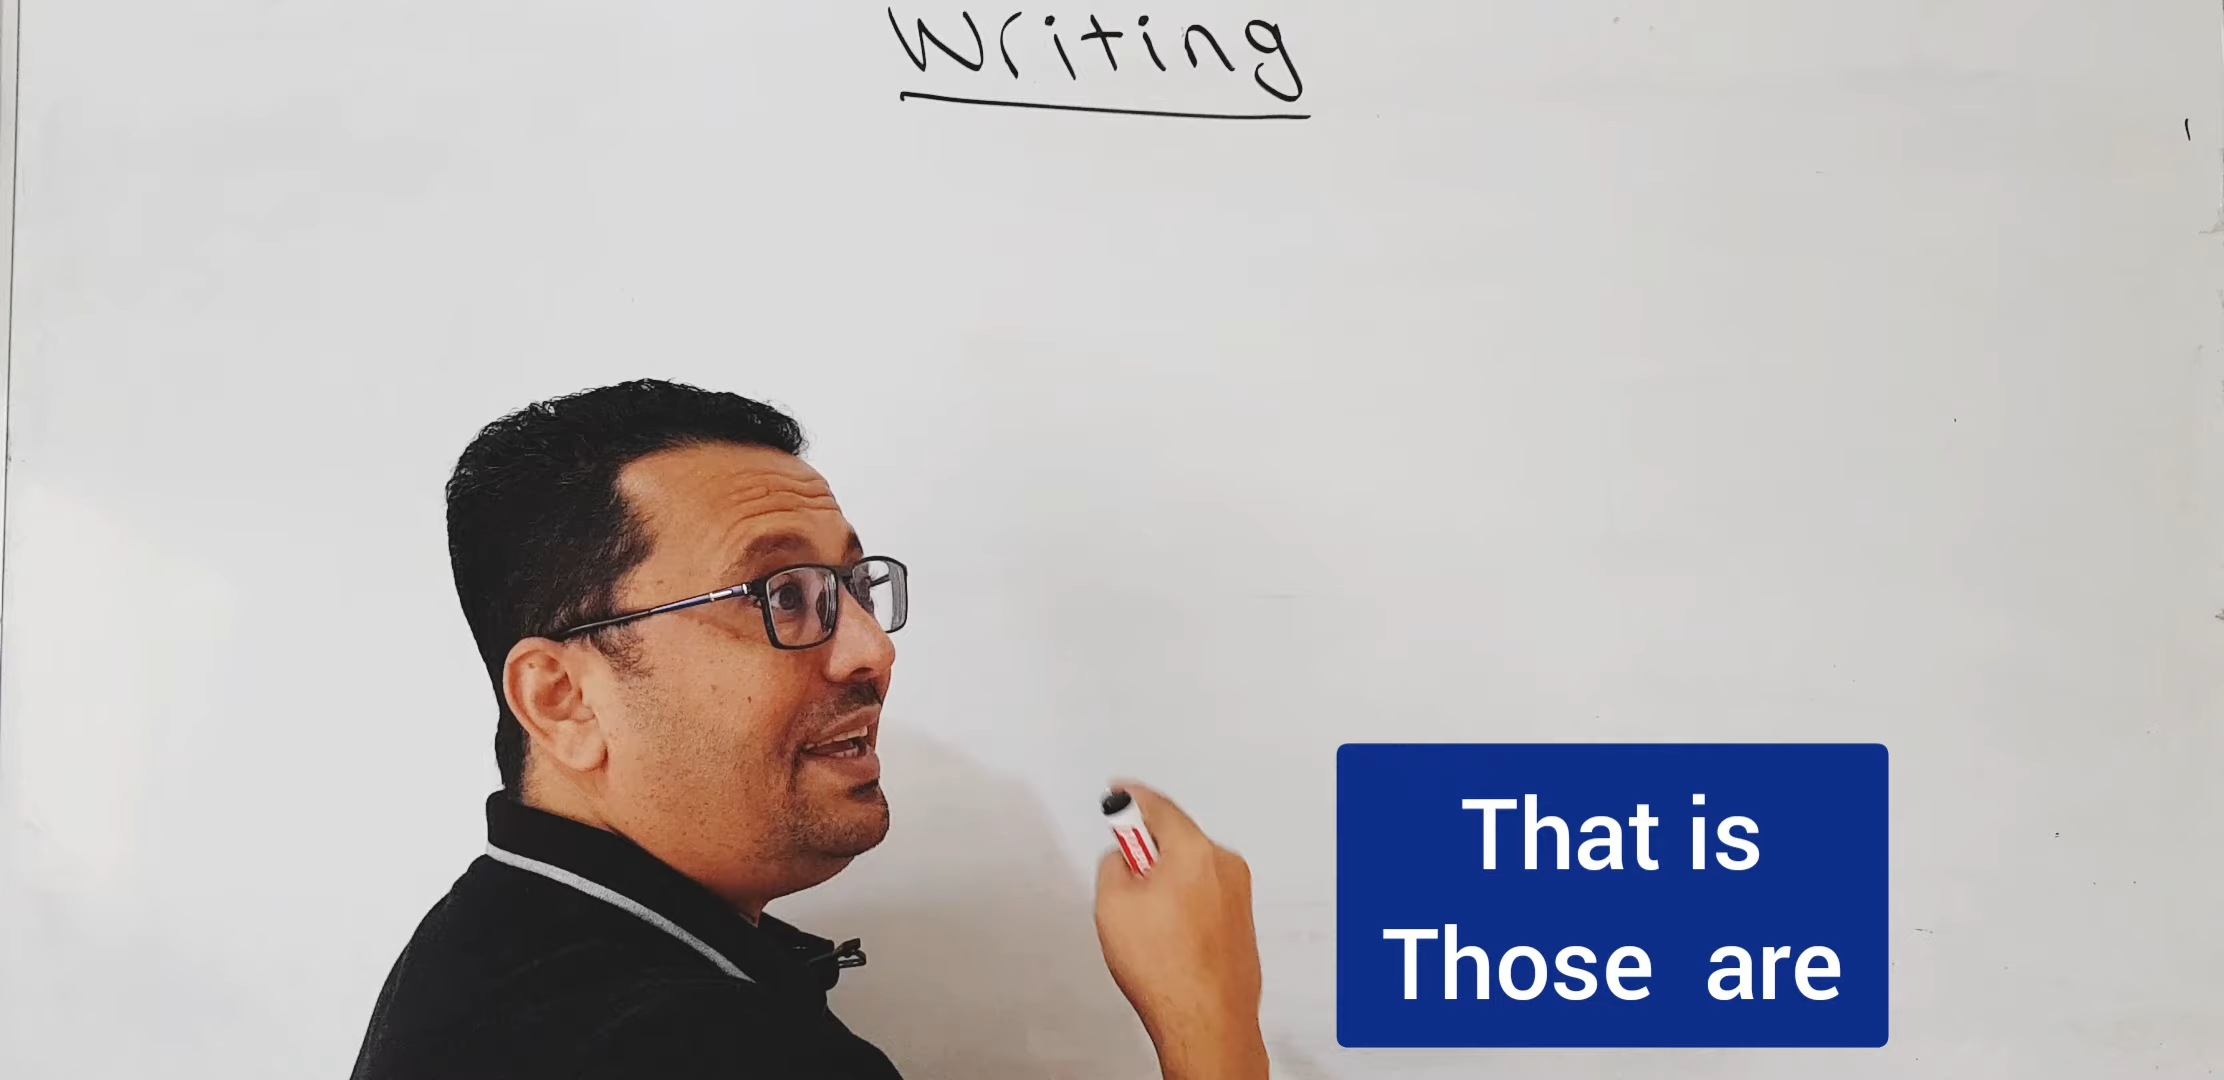 Writing
That is
Those are